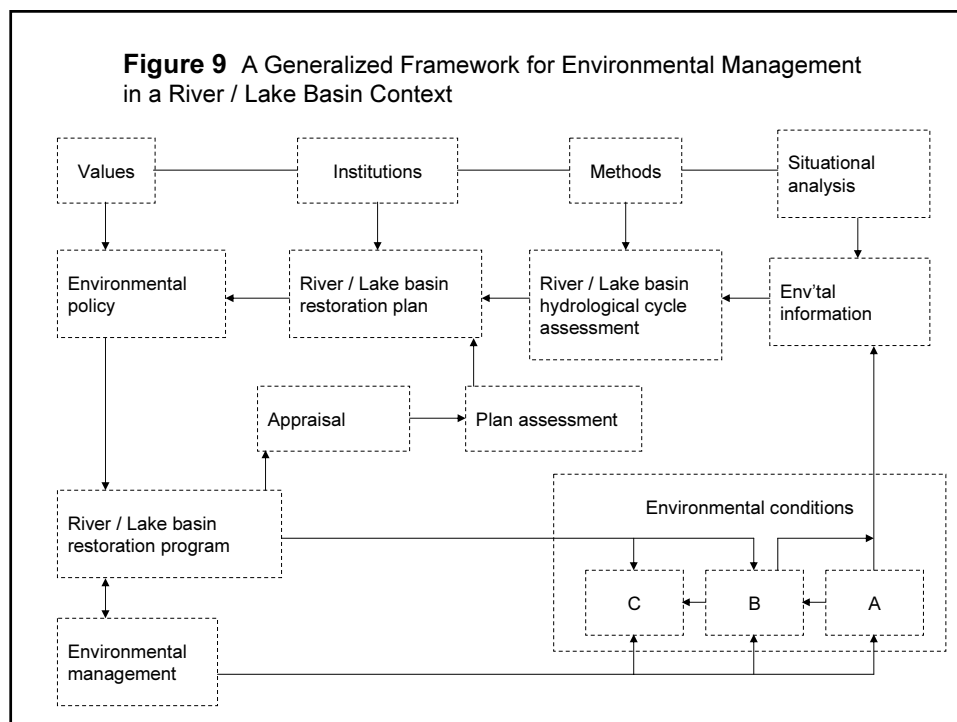 Figure 9 A Generalized Framework for Environmental Management
in a River / Lake Basin Context
Values
Institutions
Methods
Situational
analysis
Environmental
policy
River / Lake basin
restoration plan
River / Lake basin
hydrological cycle
assessment
Env'tal
information
Appraisal
Plan assessment
River / Lake basin
restoration program
Environmental conditions
C
B
A
Environmental
management